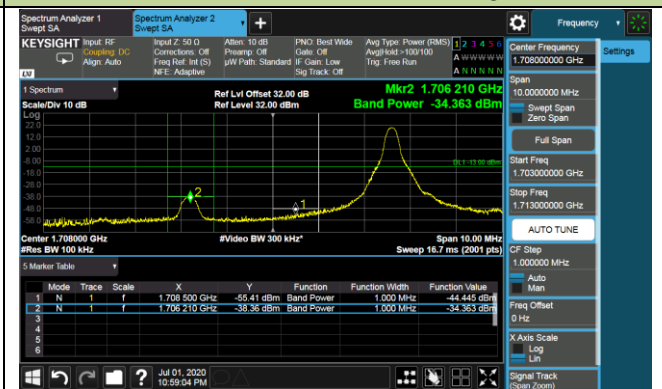 Spectrum Analyzer 1
Swept SA
Spectrum Analyzer 2
Swept SA
+
Frequency
KEYSIGHT
Input: RF
Coupling: DC
Align: Auto
Input Z: 50 Ω
Corrections: Off
Freq Ref: Int (S)
NFE: Adaptive
Atten: 10 dB
Preamp: Off
µW Path: Standard
PNO: Best Wide
Gate: Off
IF Gain: Low
Sig Track: Off
Avg Type: Power (RMS)
Avg|Hold:>100/100
Trig: Free Run
1 2 3 4 5 6
A W W W W W
A N N N N N
LXI
1 Spectrum
Scale/Div 10 dB
Ref Lvl Offset 32.00 dB
Ref Level 32.00 dBm
Mkr2 1.706 210 GHz
Band Power -34.363 dBm
Log
22.0
12.0
2.00
-8.00
-18.0
-28.0
-38.0
-48.0
-58.0
DL1 -13.00 dBm
2
1
Center 1.708000 GHz
#Res BW 100 kHz
#Video BW 300 kHz*
Span 10.00 MHz
Sweep 16.7 ms (2001 pts)
5 Marker Table
Mode Trace Scale X Y Function Function Width Function Value
1 N 1 f 1.708 500 GHz -55.41 dBm Band Power 1.000 MHz -44.445 dBm
2 N 1 f 1.706 210 GHz -38.36 dBm Band Power 1.000 MHz -34.363 dBm
3
4
5
6
?
Jul 01, 2020
10:59:04 PM
Center Frequency
1.708000000 GHz
Settings
Span
10.0000000 MHz
Swept Span
Zero Span
Full Span
Start Freq
1.703000000 GHz
Stop Freq
1.713000000 GHz
AUTO TUNE
CF Step
1.000000 MHz
Auto
Man
Freq Offset
0 Hz
X Axis Scale
Log
Lin
Signal Track
(Span Zoom)